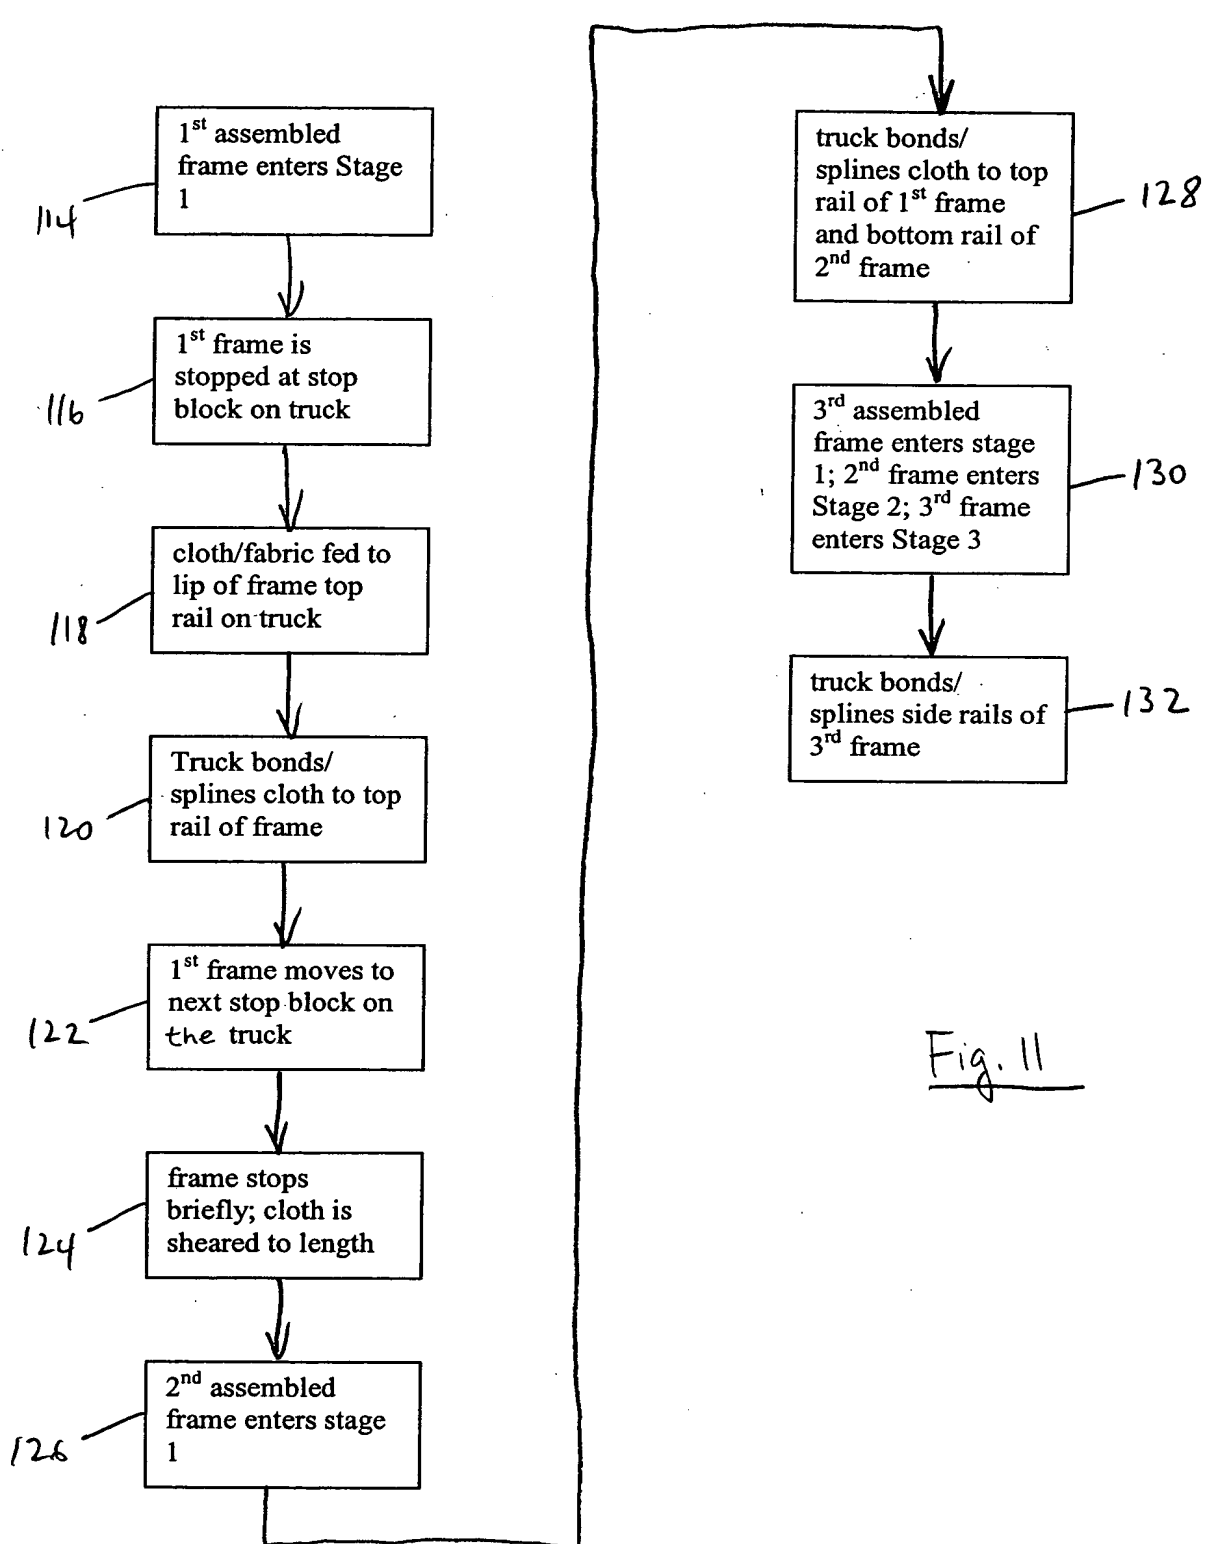 1st assembled
frame enters Stage
1
114
1st frame is
stopped at stop
block on truck
116
cloth/fabric fed to
lip of frame top
rail on truck
118
Truck bonds/
splines cloth to top
rail of frame
120
1st frame moves to
next stop block on
the truck
122
frame stops
briefly; cloth is
sheared to length
124
2nd assembled
frame enters stage
1
126
truck bonds/
splines cloth to top
rail of 1st frame
and bottom rail of
2nd frame
128
3rd assembled
frame enters stage
1; 2nd frame enters
Stage 2; 3rd frame
enters Stage 3
130
truck bonds/
splines side rails of
3rd frame
132
Fig. 11